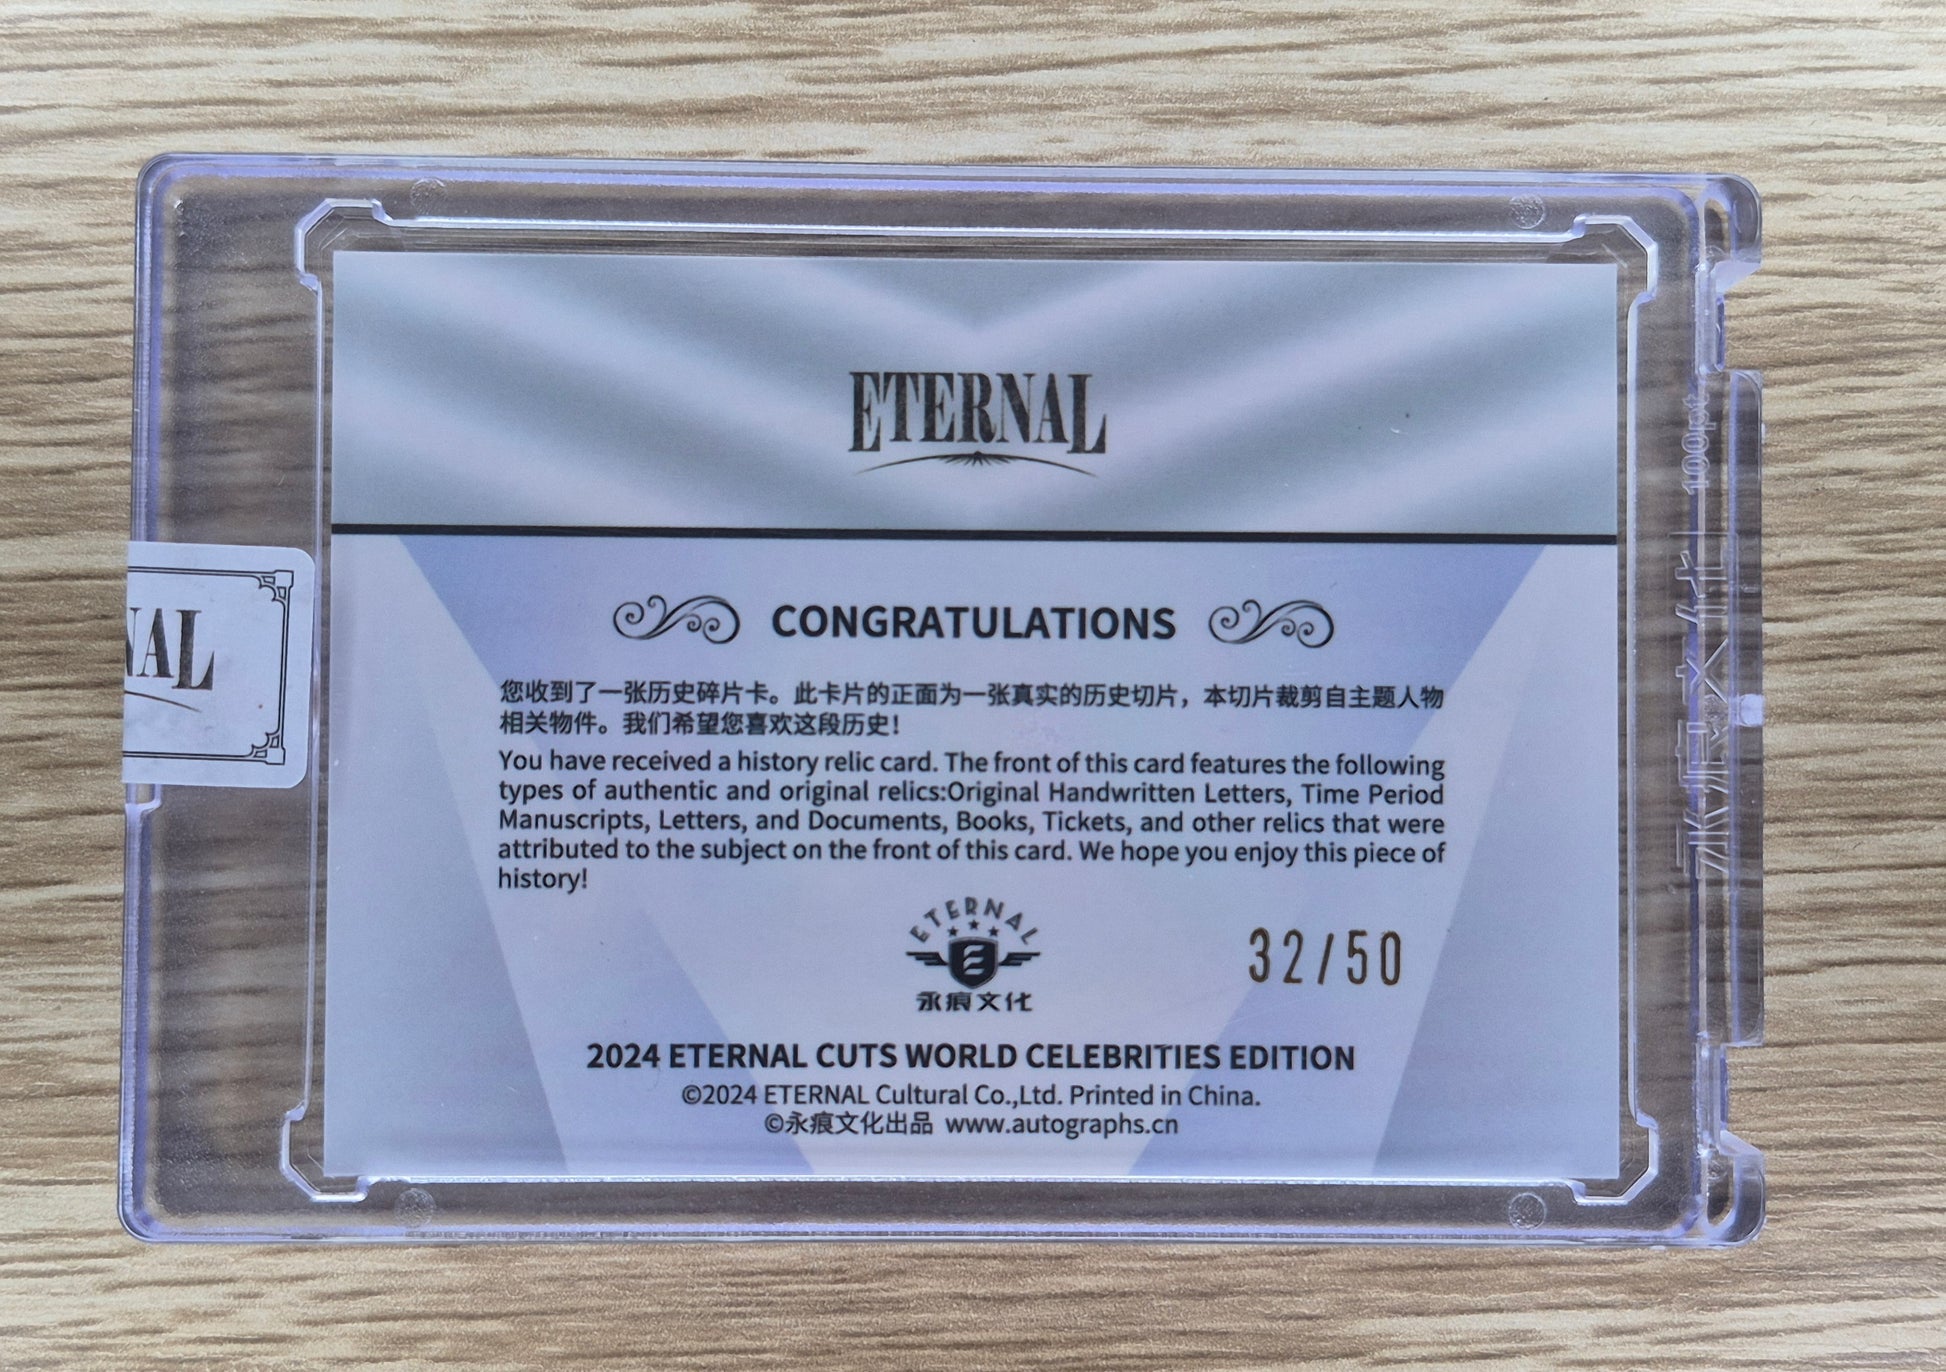 ETERNAL
CONGRATULATIONS
您收到了一张历史碎片卡。此卡片的正面为一张真实的历史切片，本切片裁剪自主题人物
相关物件。我们希望您喜欢这段历史！
You have received a history relic card. The front of this card features the following
types of authentic and original relics:Original Handwritten Letters, Time Period
Manuscripts, Letters, and Documents, Books, Tickets, and other relics that were
attributed to the subject on the front of this card. We hope you enjoy this piece of
history!
ETERNAL
永痕文化
32/50
2024 ETERNAL CUTS WORLD CELEBRITIES EDITION
©2024 ETERNAL Cultural Co.,Ltd. Printed in China.
©永痕文化出品 www.autographs.cn
NAL
永痕文化
100pt